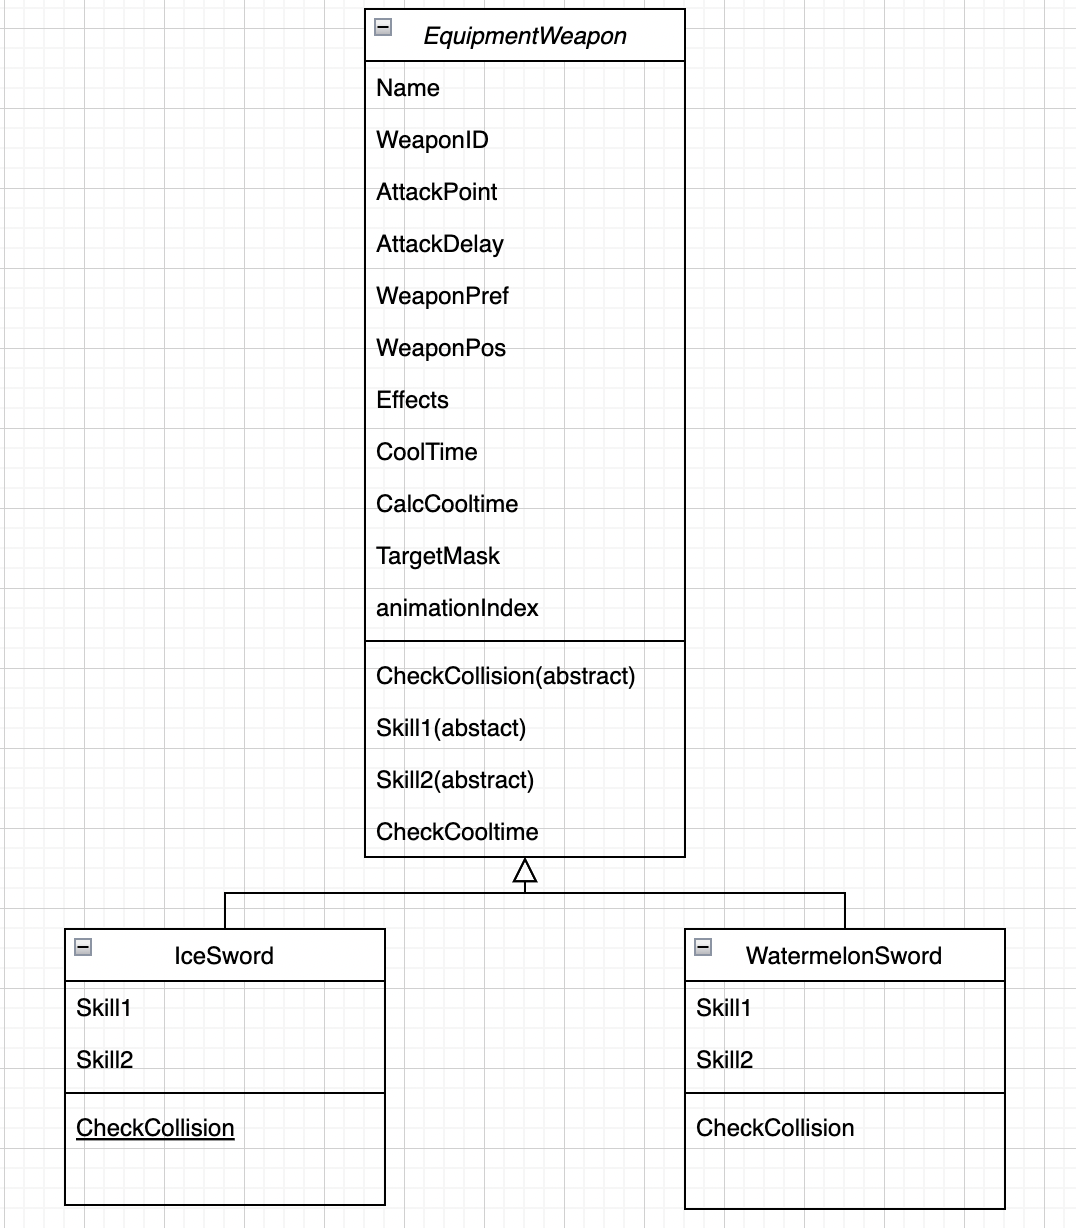 EquipmentWeapon
Name
WeaponID
AttackPoint
AttackDelay
WeaponPref
WeaponPos
Effects
CoolTime
CalcCooltime
TargetMask
animationIndex
CheckCollision(abstract)
Skill1(abstact)
Skill2(abstract)
CheckCooltime
IceSword
Skill1
Skill2
CheckCollision
WatermelonSword
Skill1
Skill2
CheckCollision